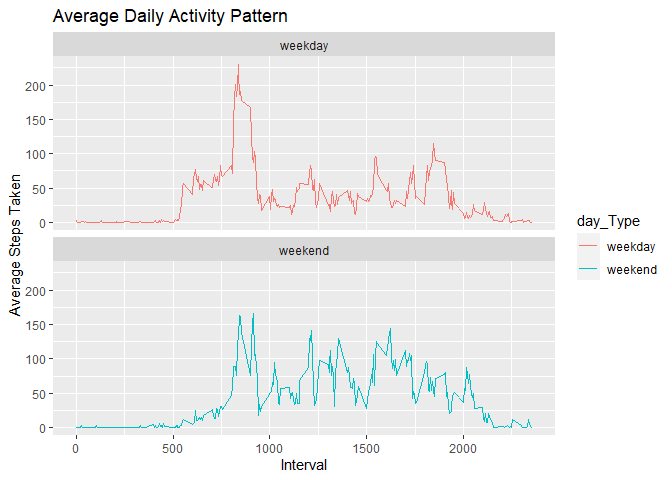 Average Daily Activity Pattern
weekday
200
150
100
50
0
weekend
200
150
100
50
0
Average Steps Taken
0 500 1000 1500 2000
Interval
day_Type
weekday
weekend